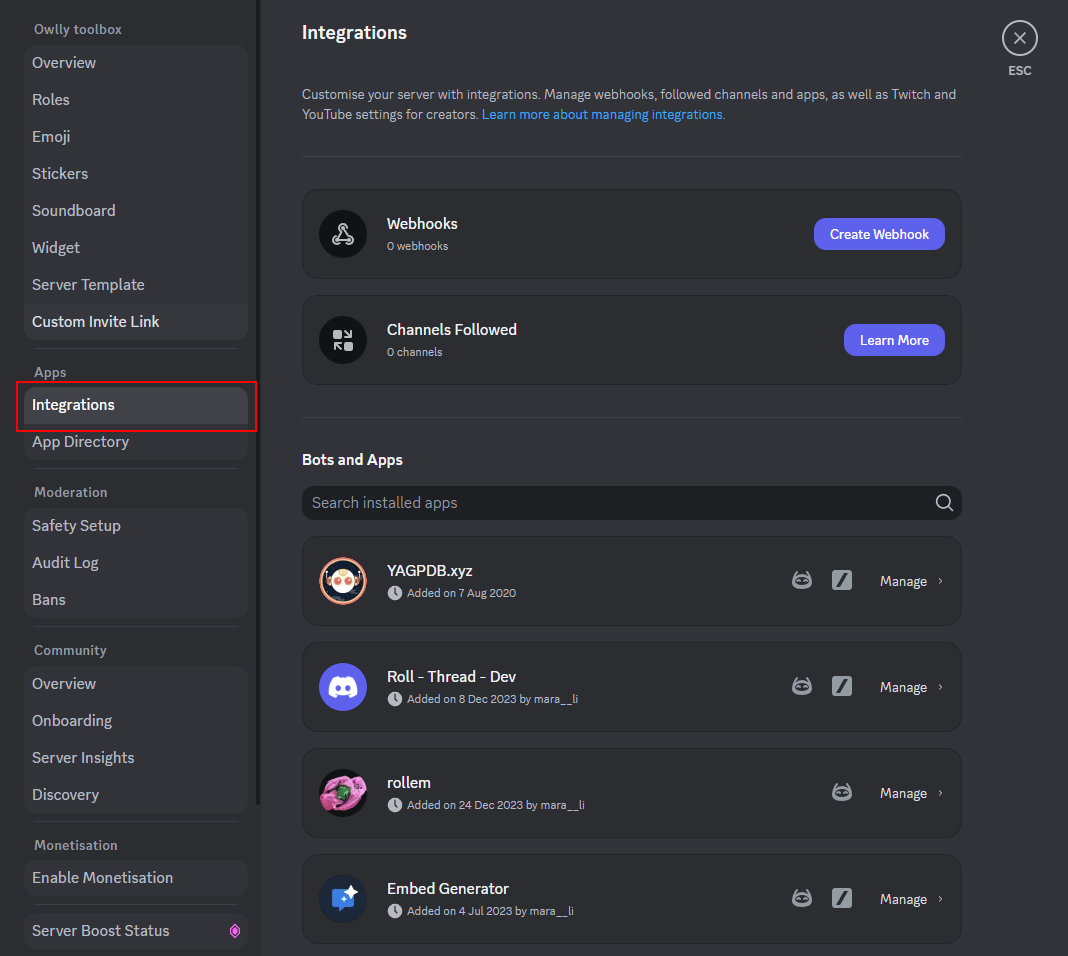 Owlly toolbox
Overview
Roles
Emoji
Stickers
Soundboard
Widget
Server Template
Custom Invite Link
Apps
Integrations
App Directory
Moderation
Safety Setup
Audit Log
Bans
Community
Overview
Onboarding
Server Insights
Discovery
Monetisation
Enable Monetisation
Server Boost Status
Integrations
ESC
Customise your server with integrations. Manage webhooks, followed channels and apps, as well as Twitch and
YouTube settings for creators. Learn more about managing integrations.
Webhooks
0 webhooks
Create Webhook
Channels Followed
0 channels
Learn More
Bots and Apps
Search installed apps
YAGPDB.xyz
Added on 7 Aug 2020
Manage
Roll - Thread - Dev
Added on 8 Dec 2023 by mara__li
Manage
rollem
Added on 24 Dec 2023 by mara__li
Manage
Embed Generator
Added on 4 Jul 2023 by mara__li
Manage